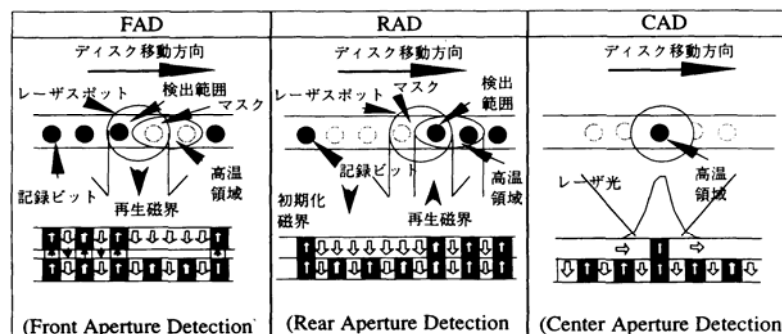 FAD
ディスク移動方向
レーザスポット
検出範囲
マスク
記録ビット
再生磁界
高温
領域
(Front Aperture Detection)
RAD
ディスク移動方向
レーザスポット
マスク
検出
範囲
記録ビット
初期化
磁界
再生磁界
高温
領域
(Rear Aperture Detection
CAD
ディスク移動方向
レーザ光
高温
領域
(Center Aperture Detection)